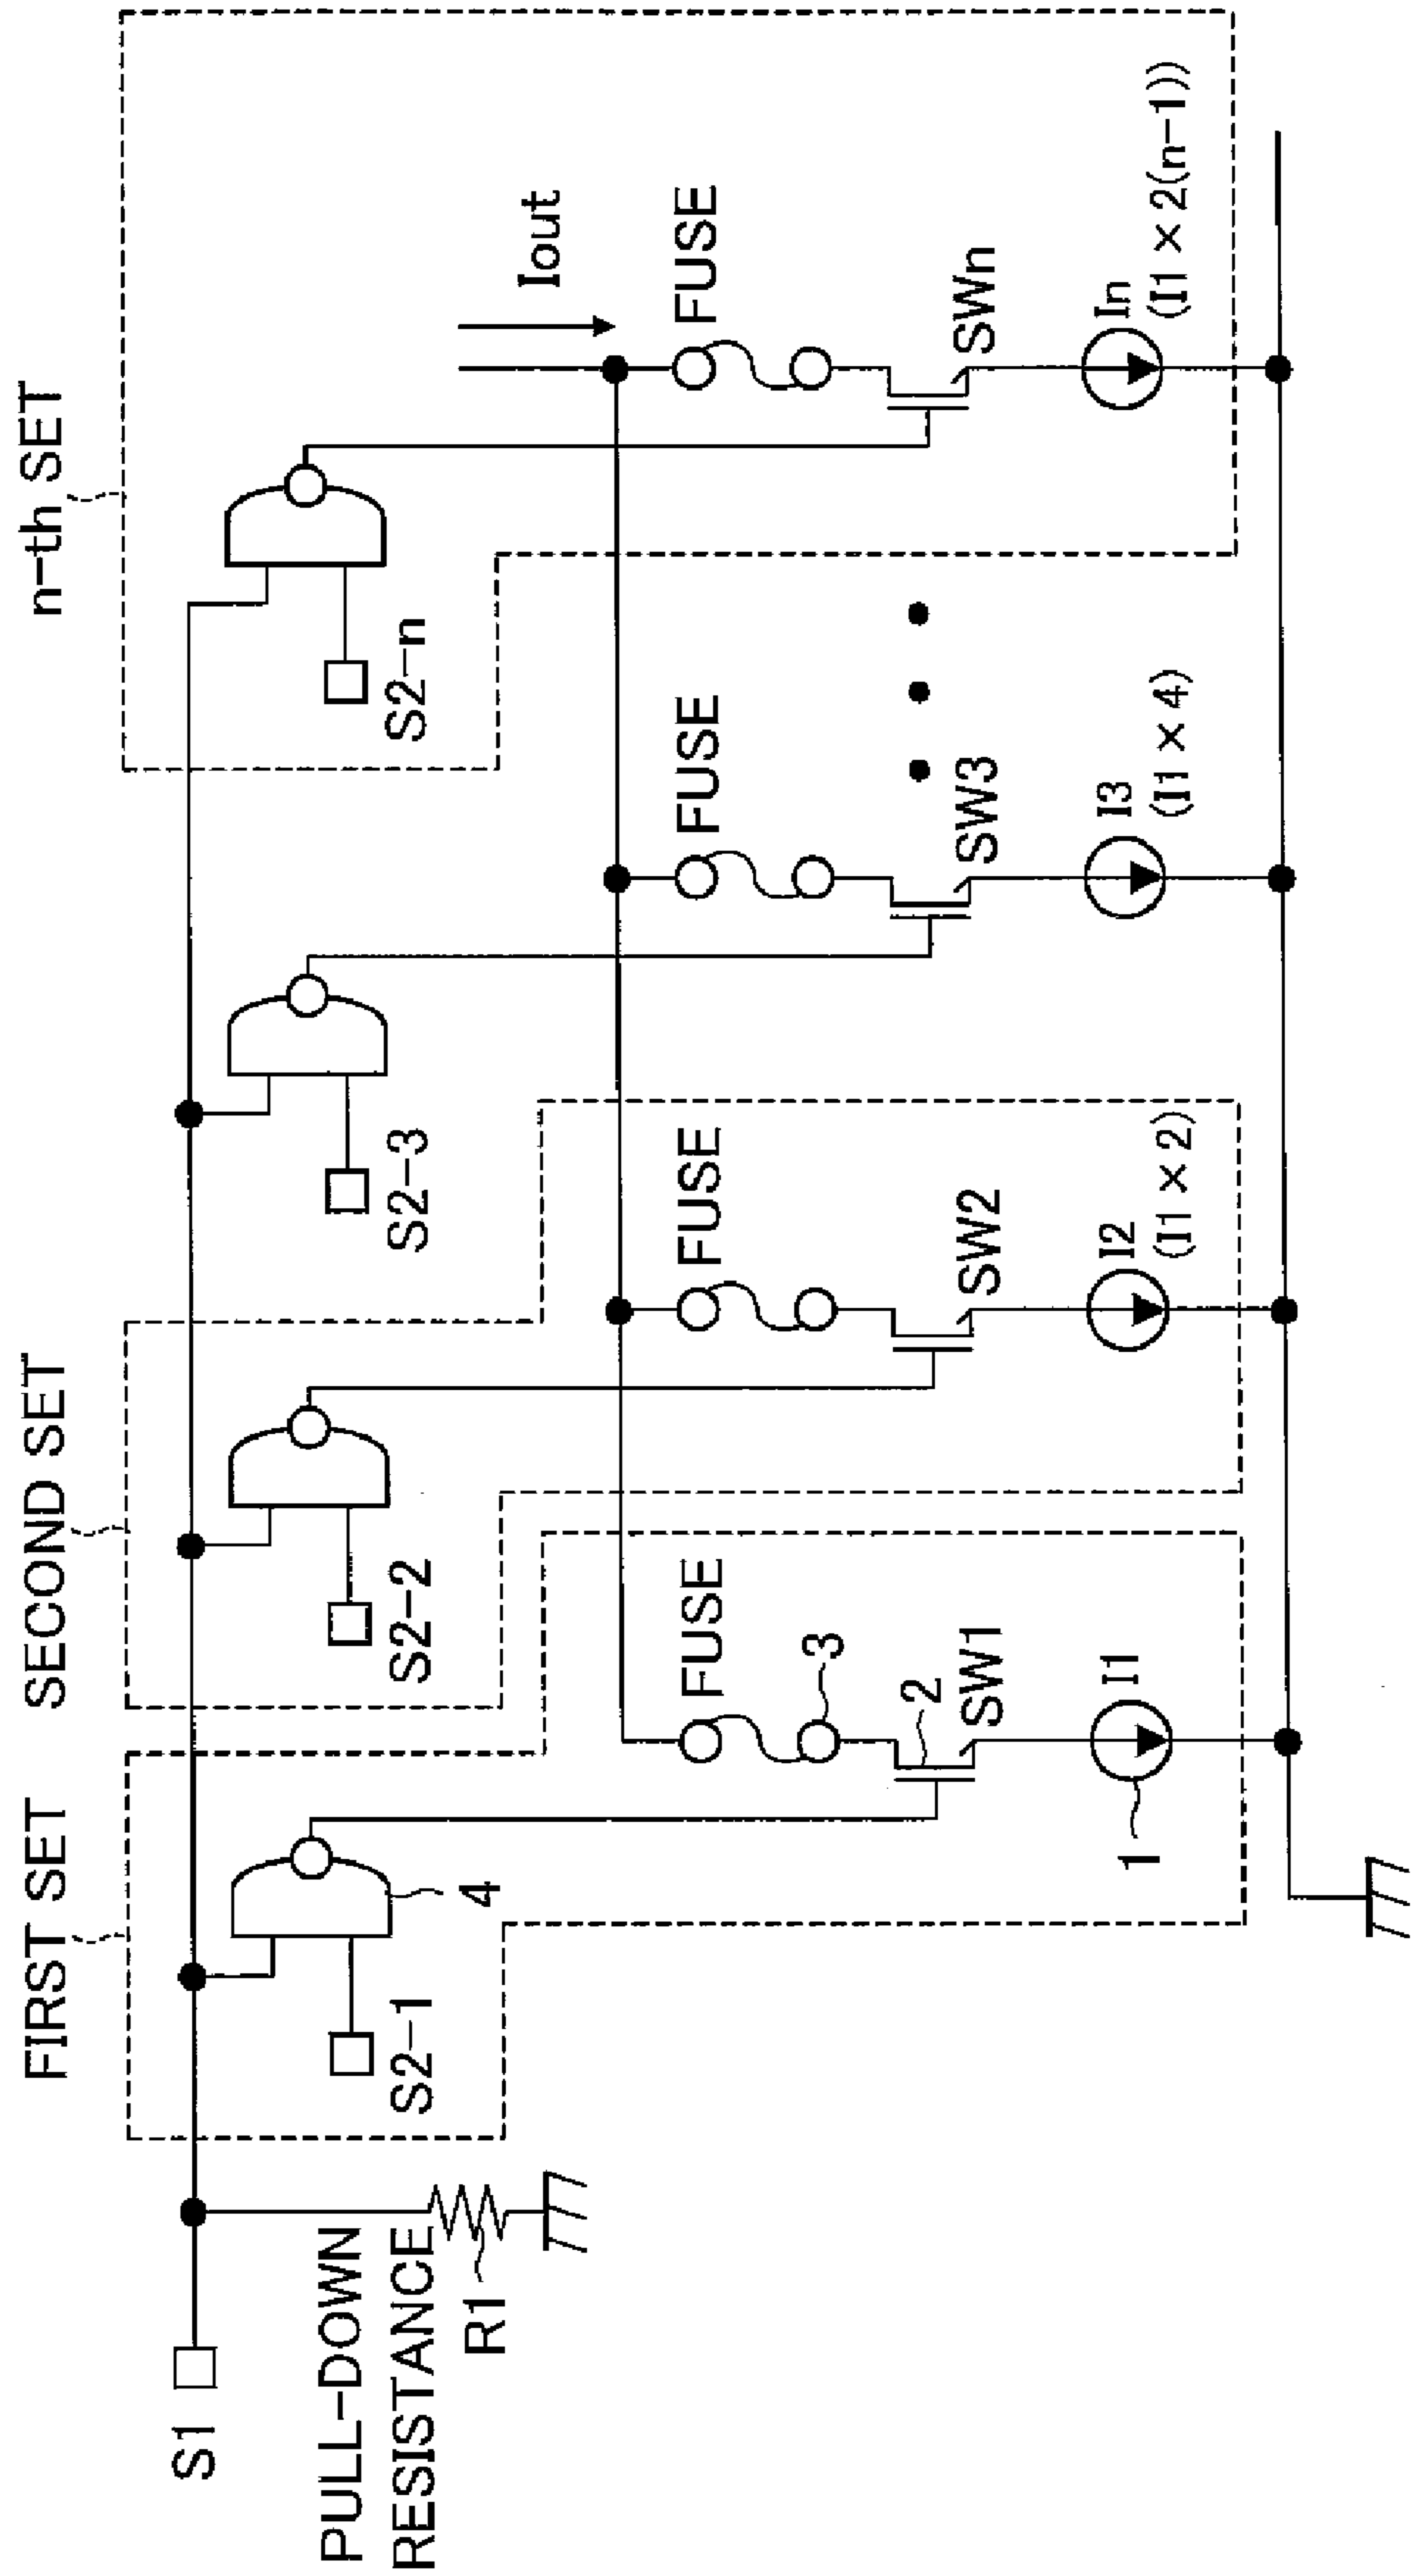 FIRST SET
SECOND SET
n-th SET
S1
PULL-DOWN
RESISTANCE
R1
S2-1
4
S2-2
S2-3
S2-n
Iout
FUSE
3
2
SW1
I1
1
FUSE
SW2
I2
(I1 × 2)
FUSE
SW3
I3
(I1 × 4)
FUSE
SWn
In
(I1 × 2(n-1))